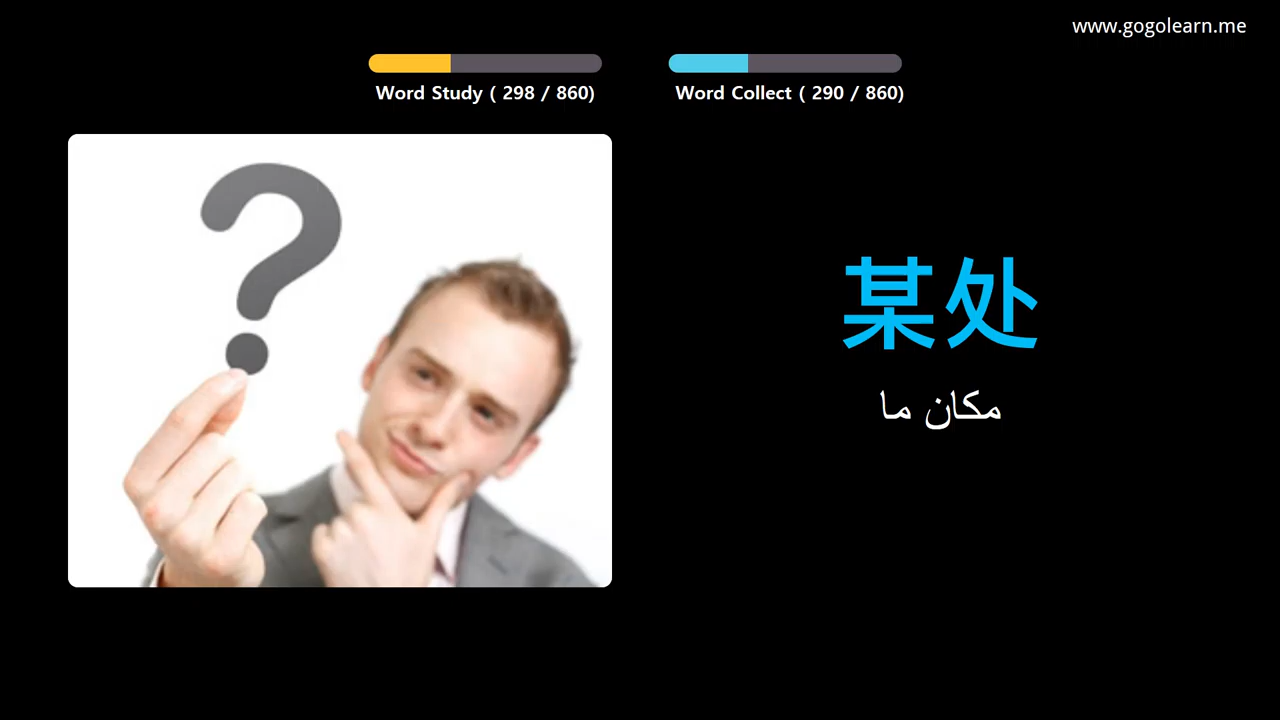 www.gogolearn.me
Word Study ( 298 / 860)
Word Collect ( 290 / 860)
某处
مكان ما